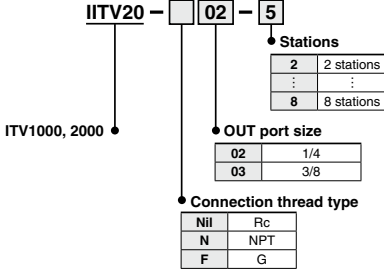 IITV20 – 02 – 5
Stations
2 2 stations
⋮ ⋮
8 8 stations
ITV1000, 2000
OUT port size
02 1/4
03 3/8
Connection thread type
Nil Rc
N NPT
F G